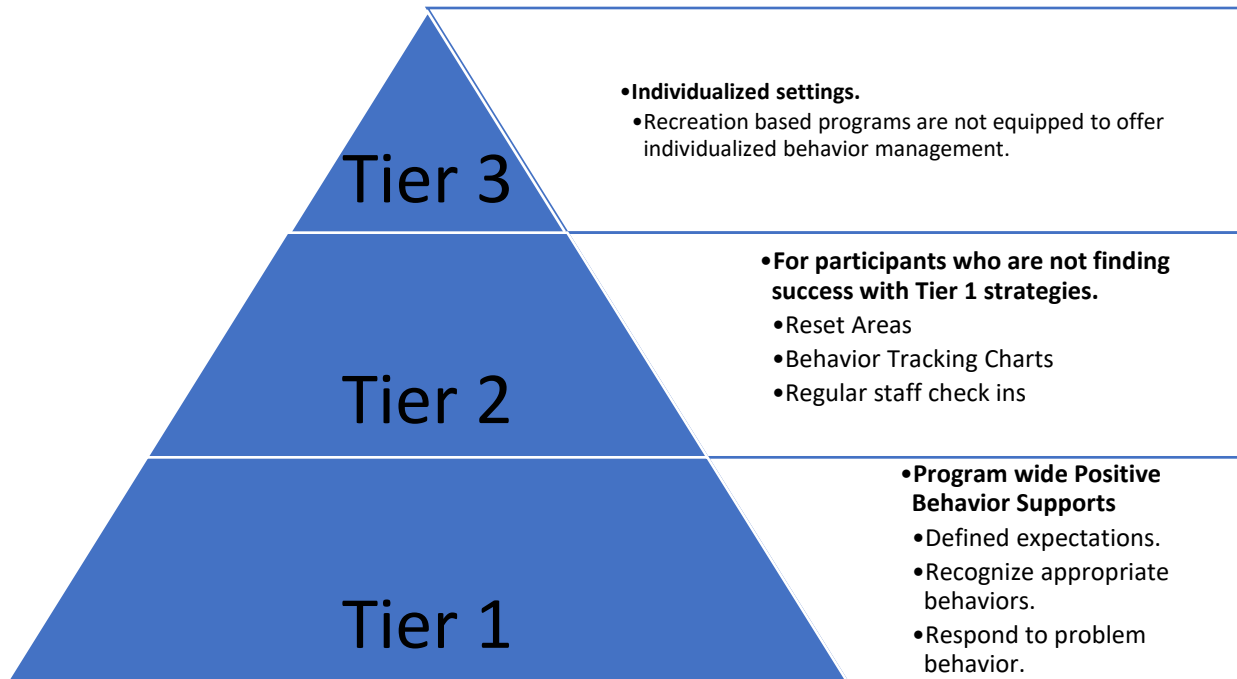 •Individualized settings.
•Recreation based programs are not equipped to offer
individualized behavior management.
Tier 3
•For participants who are not finding
success with Tier 1 strategies.
•Reset Areas
•Behavior Tracking Charts
•Regular staff check ins
Tier 2
•Program wide Positive
Behavior Supports
•Defined expectations.
•Recognize appropriate
behaviors.
•Respond to problem
behavior.
Tier 1